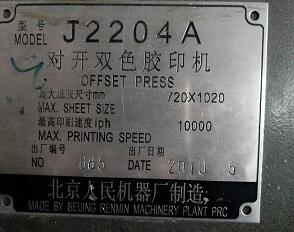 型号
MODEL J2204A
对开双色胶印机
OFFSET PRESS
最大纸张尺寸mm 720X1020
MAX. SHEET SIZE
最高印刷速度iph 10000
MAX. PRINTING SPEED
出厂编号 出厂日期
NO 885 DATE 2010 6
北京人民机器厂制造
MADE BY BEIJING RENMIN MACHINERY PLANT PRC